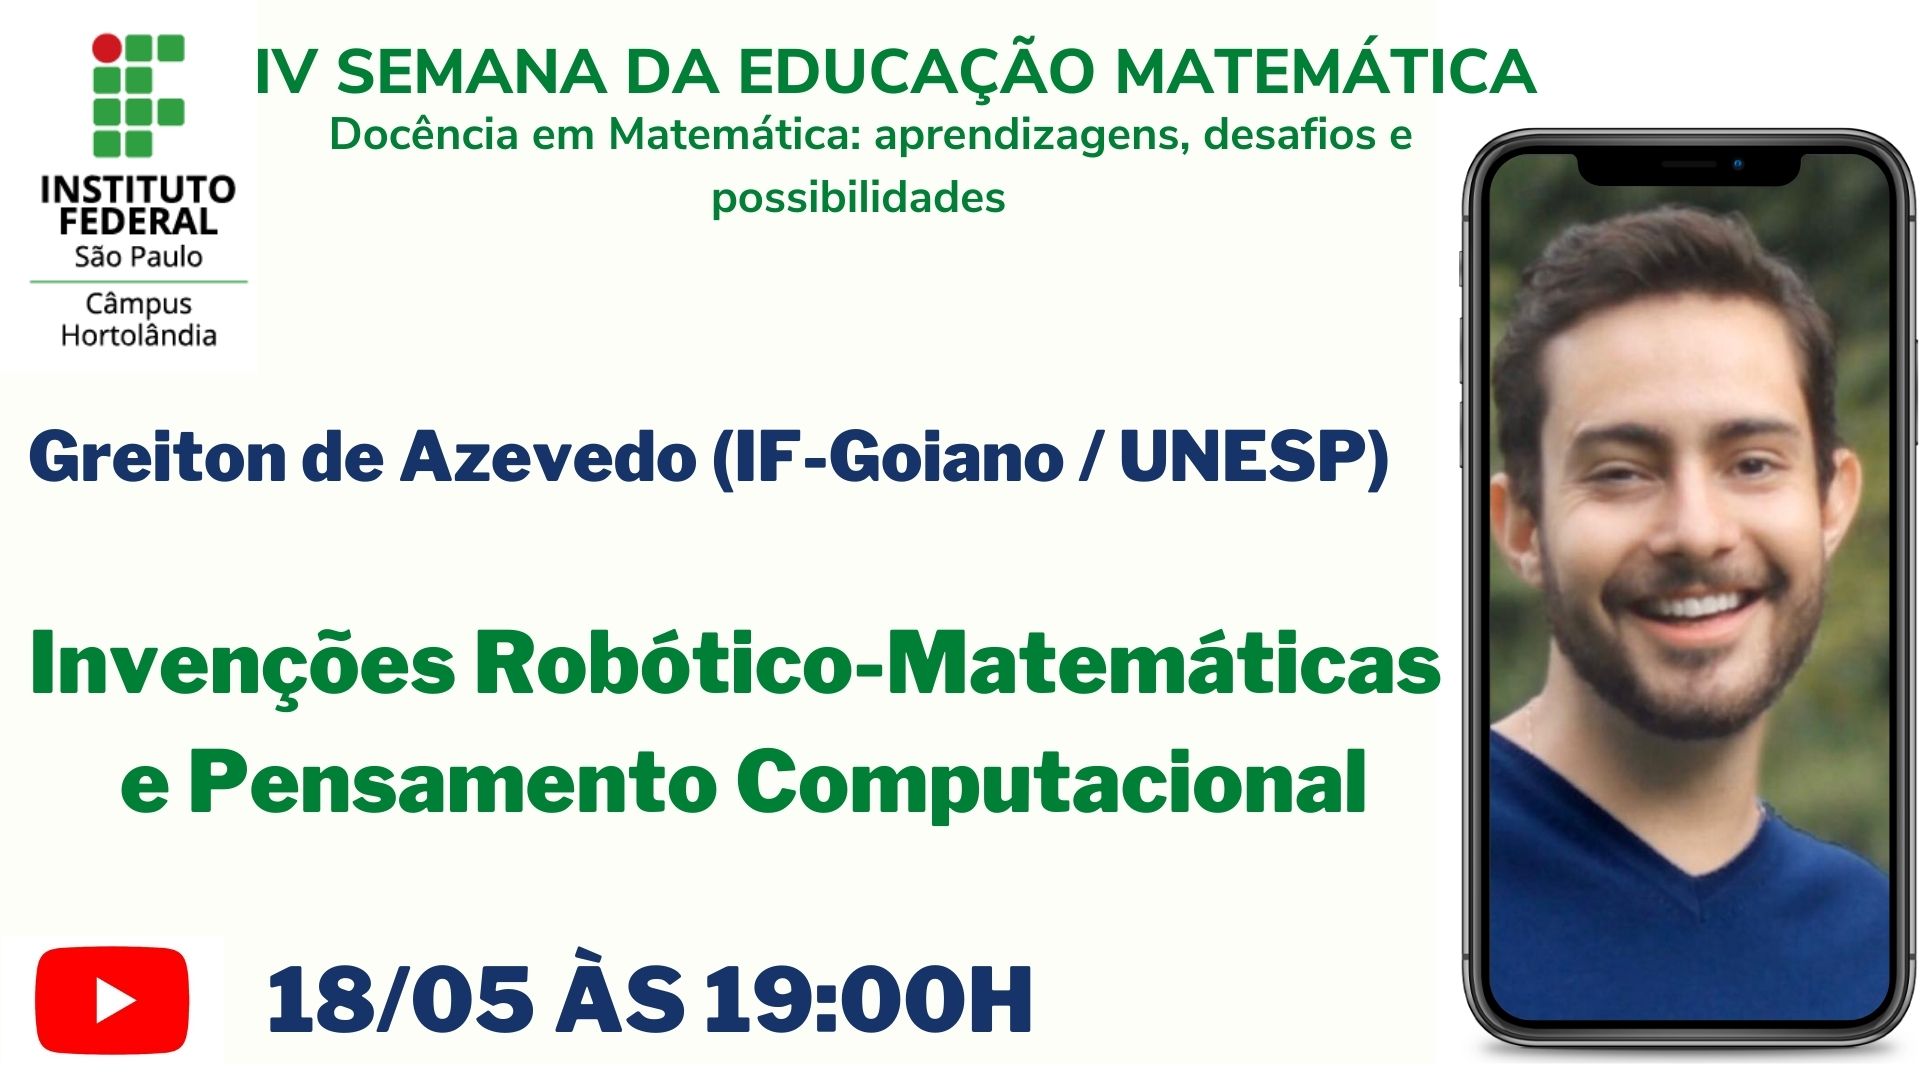 INSTITUTO
FEDERAL
São Paulo
Câmpus
Hortolândia
IV SEMANA DA EDUCAÇÃO MATEMÁTICA
Docência em Matemática: aprendizagens, desafios e
possibilidades
Greiton de Azevedo (IF-Goiano / UNESP)
Invenções Robótico-Matemáticas
e Pensamento Computacional
18/05 ÀS 19:00H